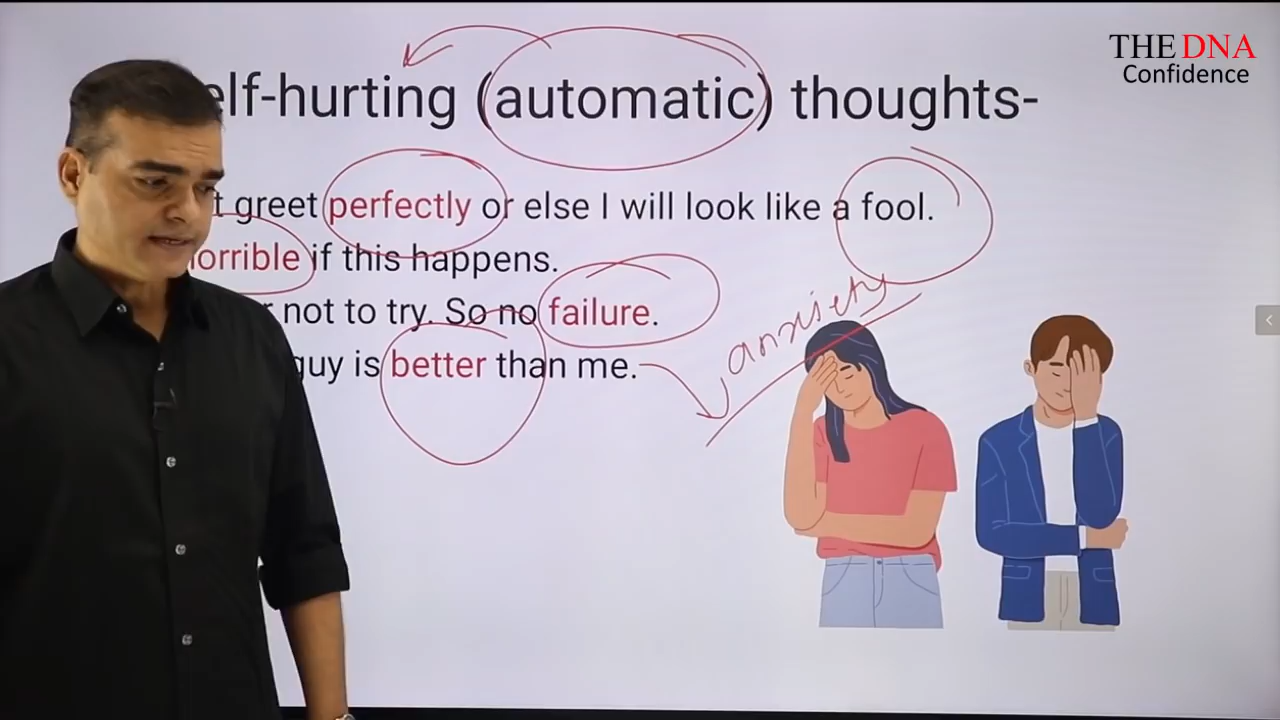 THE DNA
Confidence
elf-hurting (automatic) thoughts-
t greet perfectly or else I will look like a fool.
orrible if this happens.
r not to try. So no failure.
guy is better than me.
anxiety